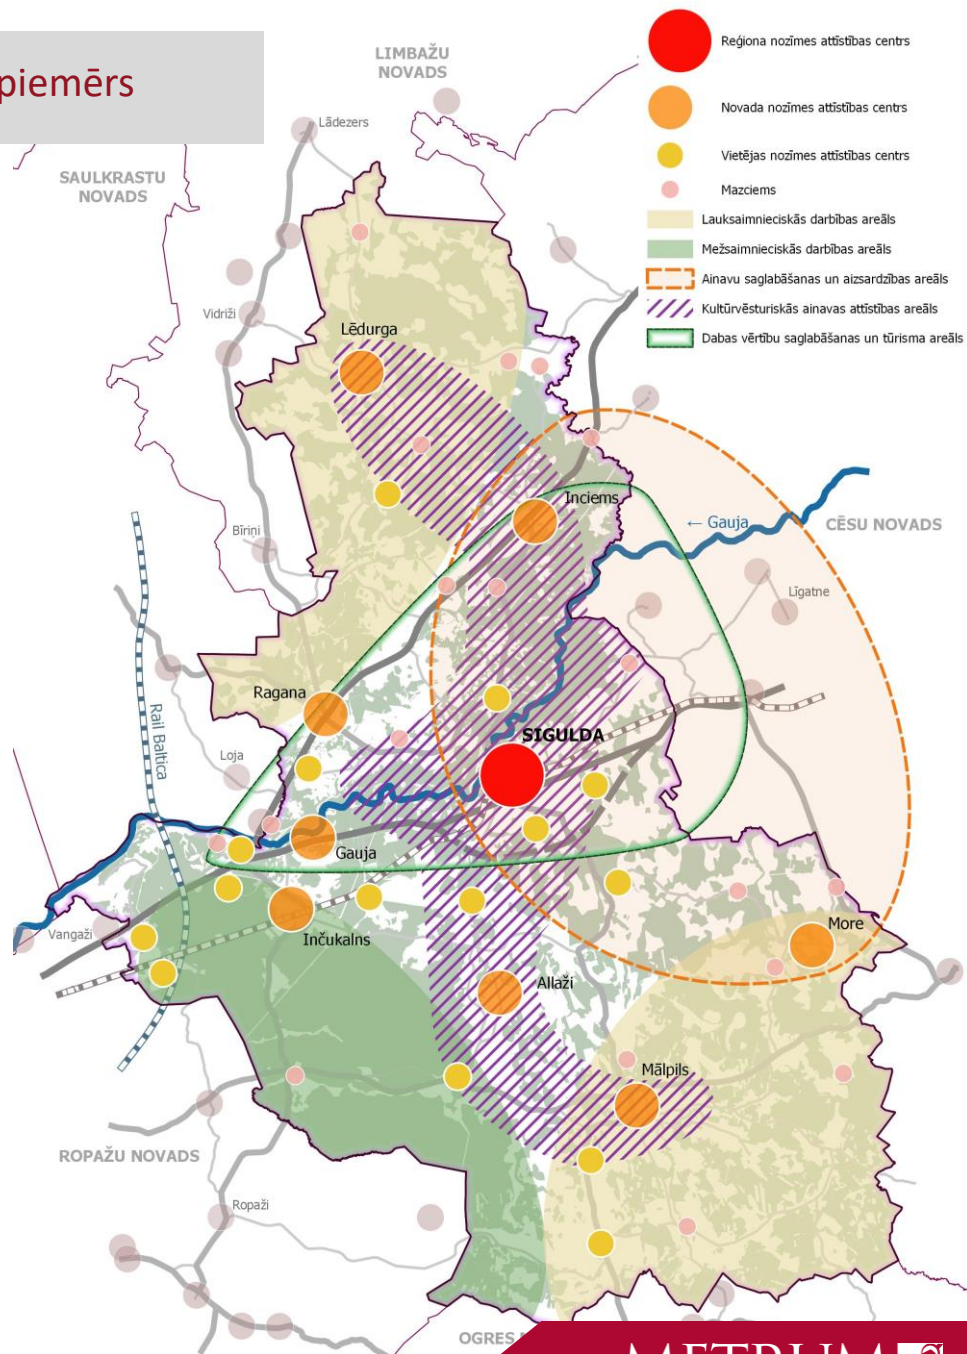 piemērs
Reģiona nozīmes attīstības centrs
Novada nozīmes attīstības centrs
Vietējas nozīmes attīstības centrs
Mazciems
Lauksaimnieciskās darbības areāls
Mežsaimnieciskās darbības areāls
Ainavu saglabāšanas un aizsardzības areāls
Kultūrvēsturiskās ainavas attīstības areāls
Dabas vērtību saglabāšanas un tūrisma areāls
LIMBAŽU
NOVADS
Lādezers
SAULKRASTU
NOVADS
Vidriži
Lēdurga
Inciems
← Gauja
CĒSU NOVADS
Bīriņi
Līgatne
Ragana
Rail Baltica
SIGULDA
Loja
Gauja
Vangaži
Inčukalns
More
Allaži
Mālpils
ROPAŽU NOVADS
Ropaži
OGRES
METRUM